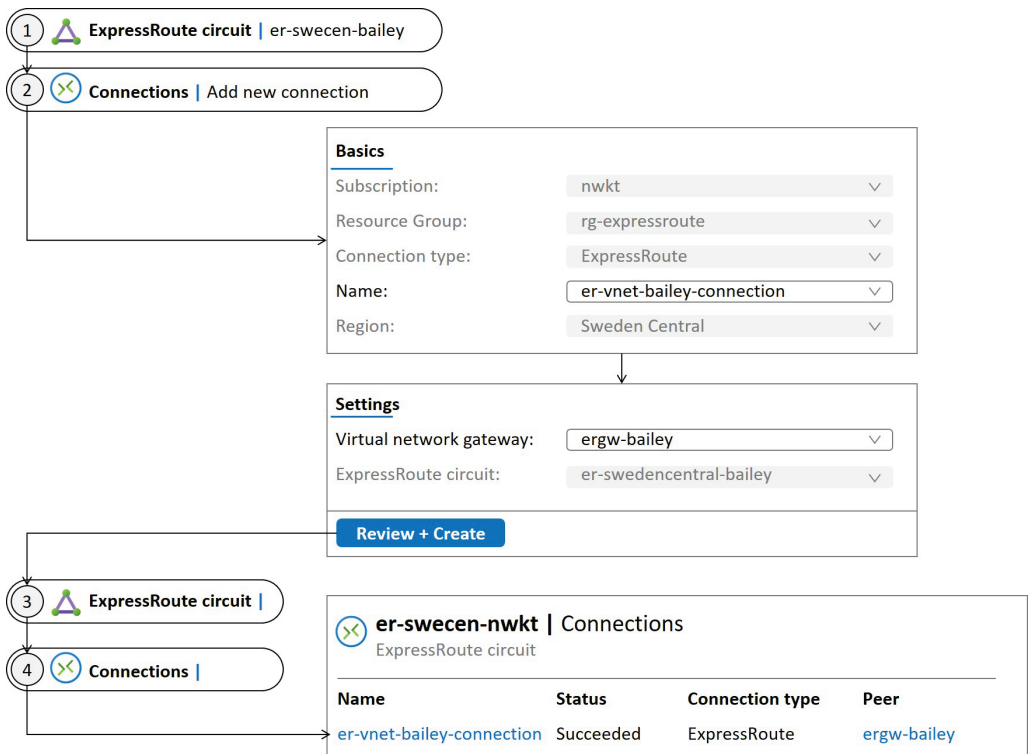 1 ExpressRoute circuit | er-swecen-bailey
2 Connections | Add new connection
Basics
Subscription: nwkt
Resource Group: rg-expressroute
Connection type: ExpressRoute
Name: er-vnet-bailey-connection
Region: Sweden Central
Settings
Virtual network gateway: ergw-bailey
ExpressRoute circuit: er-swedencentral-bailey
Review + Create
3 ExpressRoute circuit |
4 Connections |
er-swecen-nwkt | Connections
ExpressRoute circuit
Name Status Connection type Peer
er-vnet-bailey-connection Succeeded ExpressRoute ergw-bailey